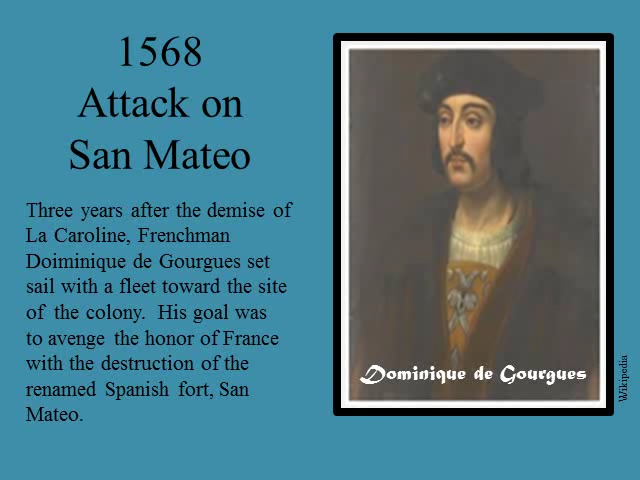 1568
Attack on
San Mateo
Three years after the demise of
La Caroline, Frenchman
Doiminique de Gourgues set
sail with a fleet toward the site
of the colony. His goal was
to avenge the honor of France
with the destruction of the
renamed Spanish fort, San
Mateo.
Dominique de Gourgues
Wikipedia